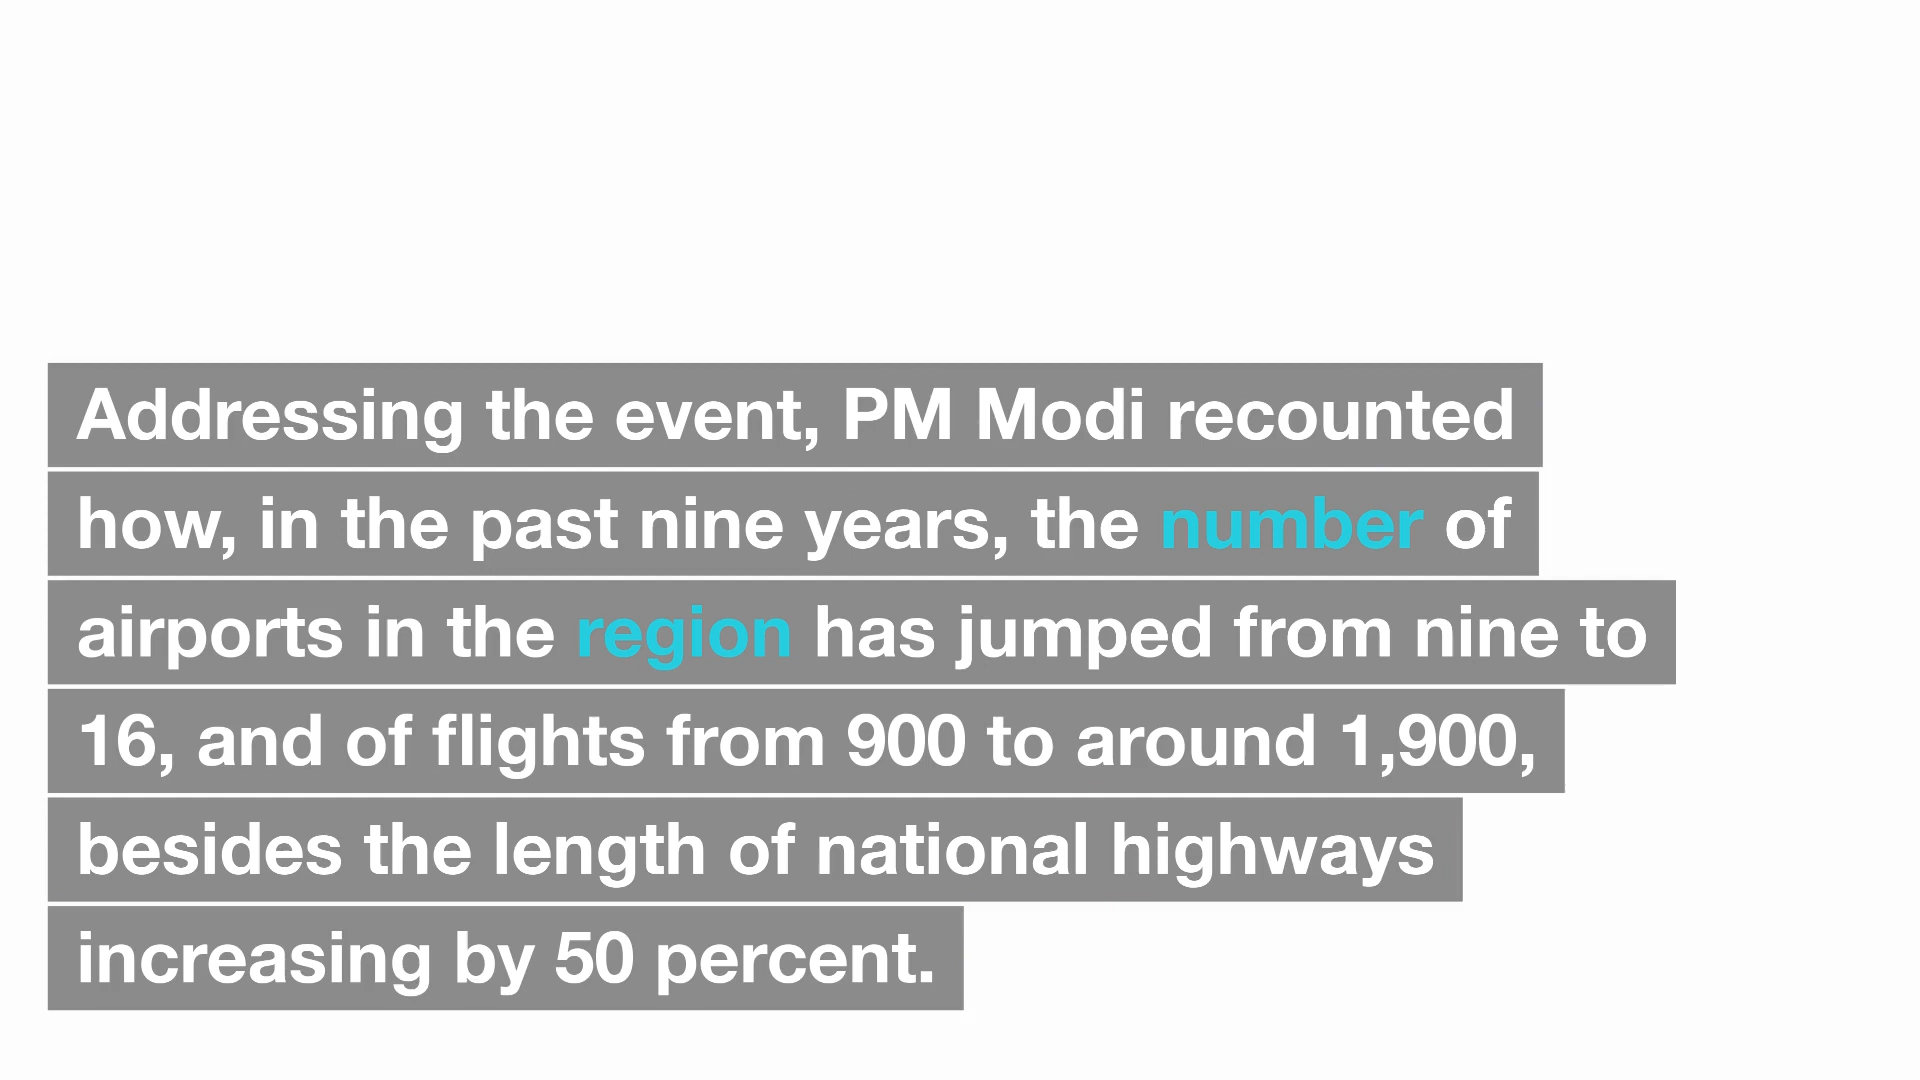 Addressing the event, PM Modi recounted
how, in the past nine years, the number of
airports in the region has jumped from nine to
16, and of flights from 900 to around 1,900,
besides the length of national highways
increasing by 50 percent.